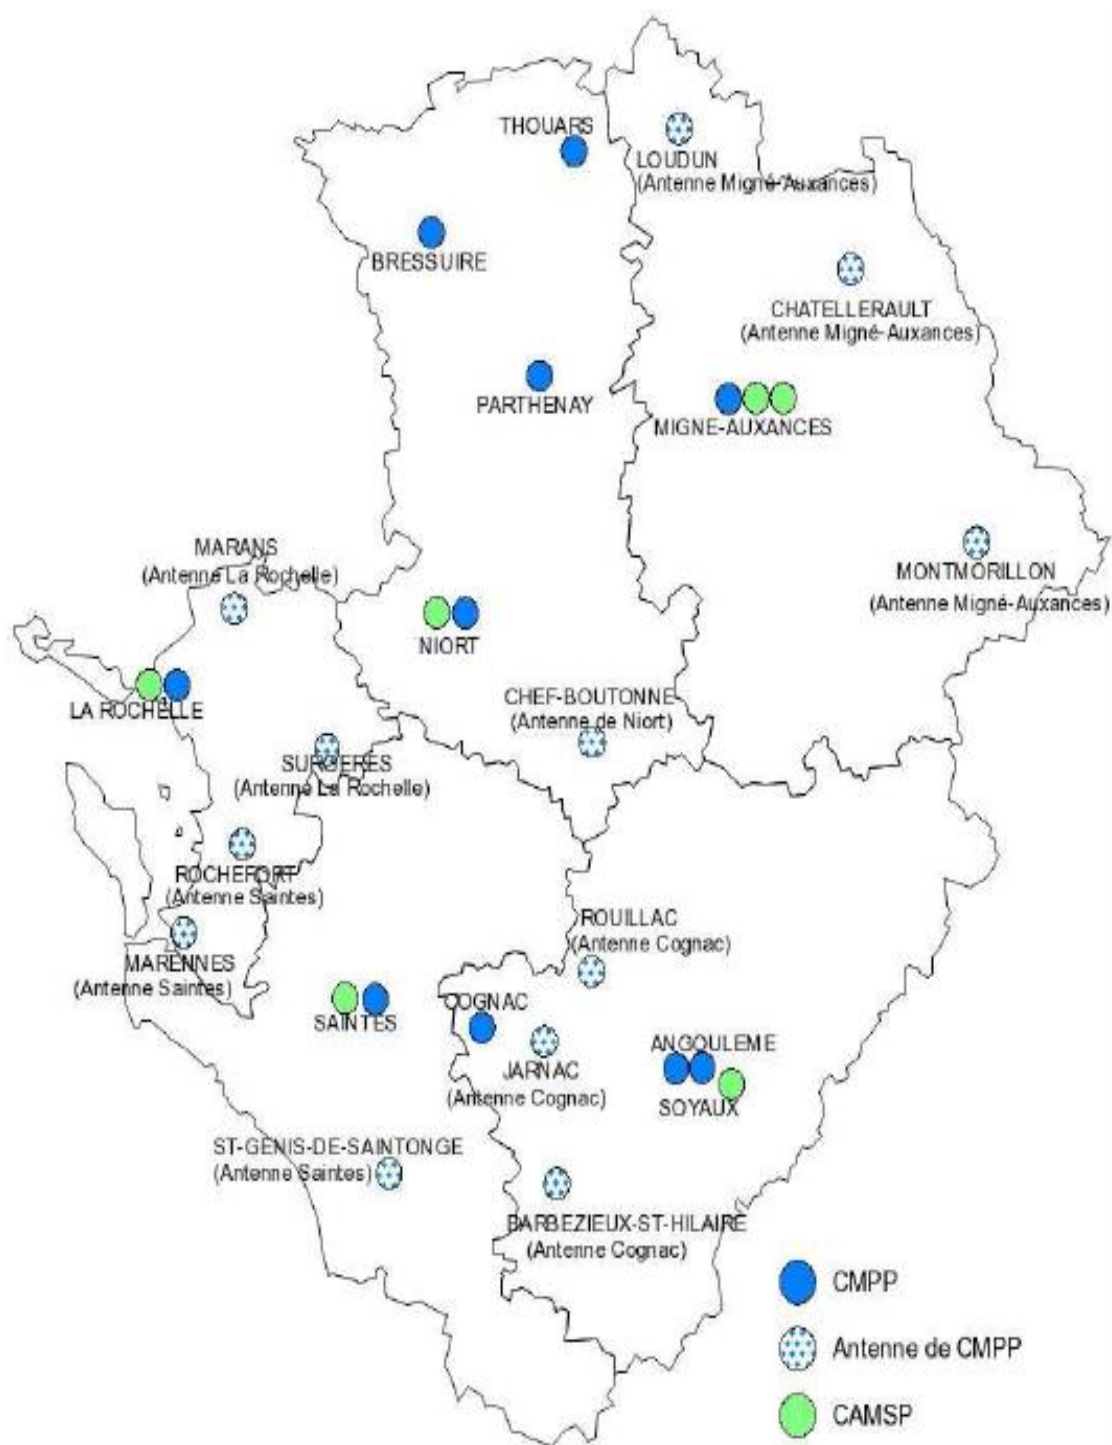 THOUARS
LOUDUN
(Antenne Migné-Auxances)
BRESSUIRE
CHATELLERAULT
(Antenne Migné-Auxances)
PARTHENAY
MIGNE-AUXANCES
MARANS
(Antenne La Rochelle)
MONTMORILLON
(Antenne Migné-Auxances)
NIORT
LA ROCHELLE
CHEF-BOUTONNE
(Antenne de Niort)
SURGERES
(Antenne La Rochelle)
ROCHEFORT
(Antenne Saintes)
ROUILLAC
(Antenne Cognac)
MARENNES
(Antenne Saintes)
SAINTES
COGNAC
JARNAC
(Antenne Cognac)
ANGOULEME
SOYAUX
ST-GENIS-DE-SAINTONGE
(Antenne Saintes)
BARBEZIEUX-ST-HILAIRE
(Antenne Cognac)
CMPP
Antenne de CMPP
CAMSP